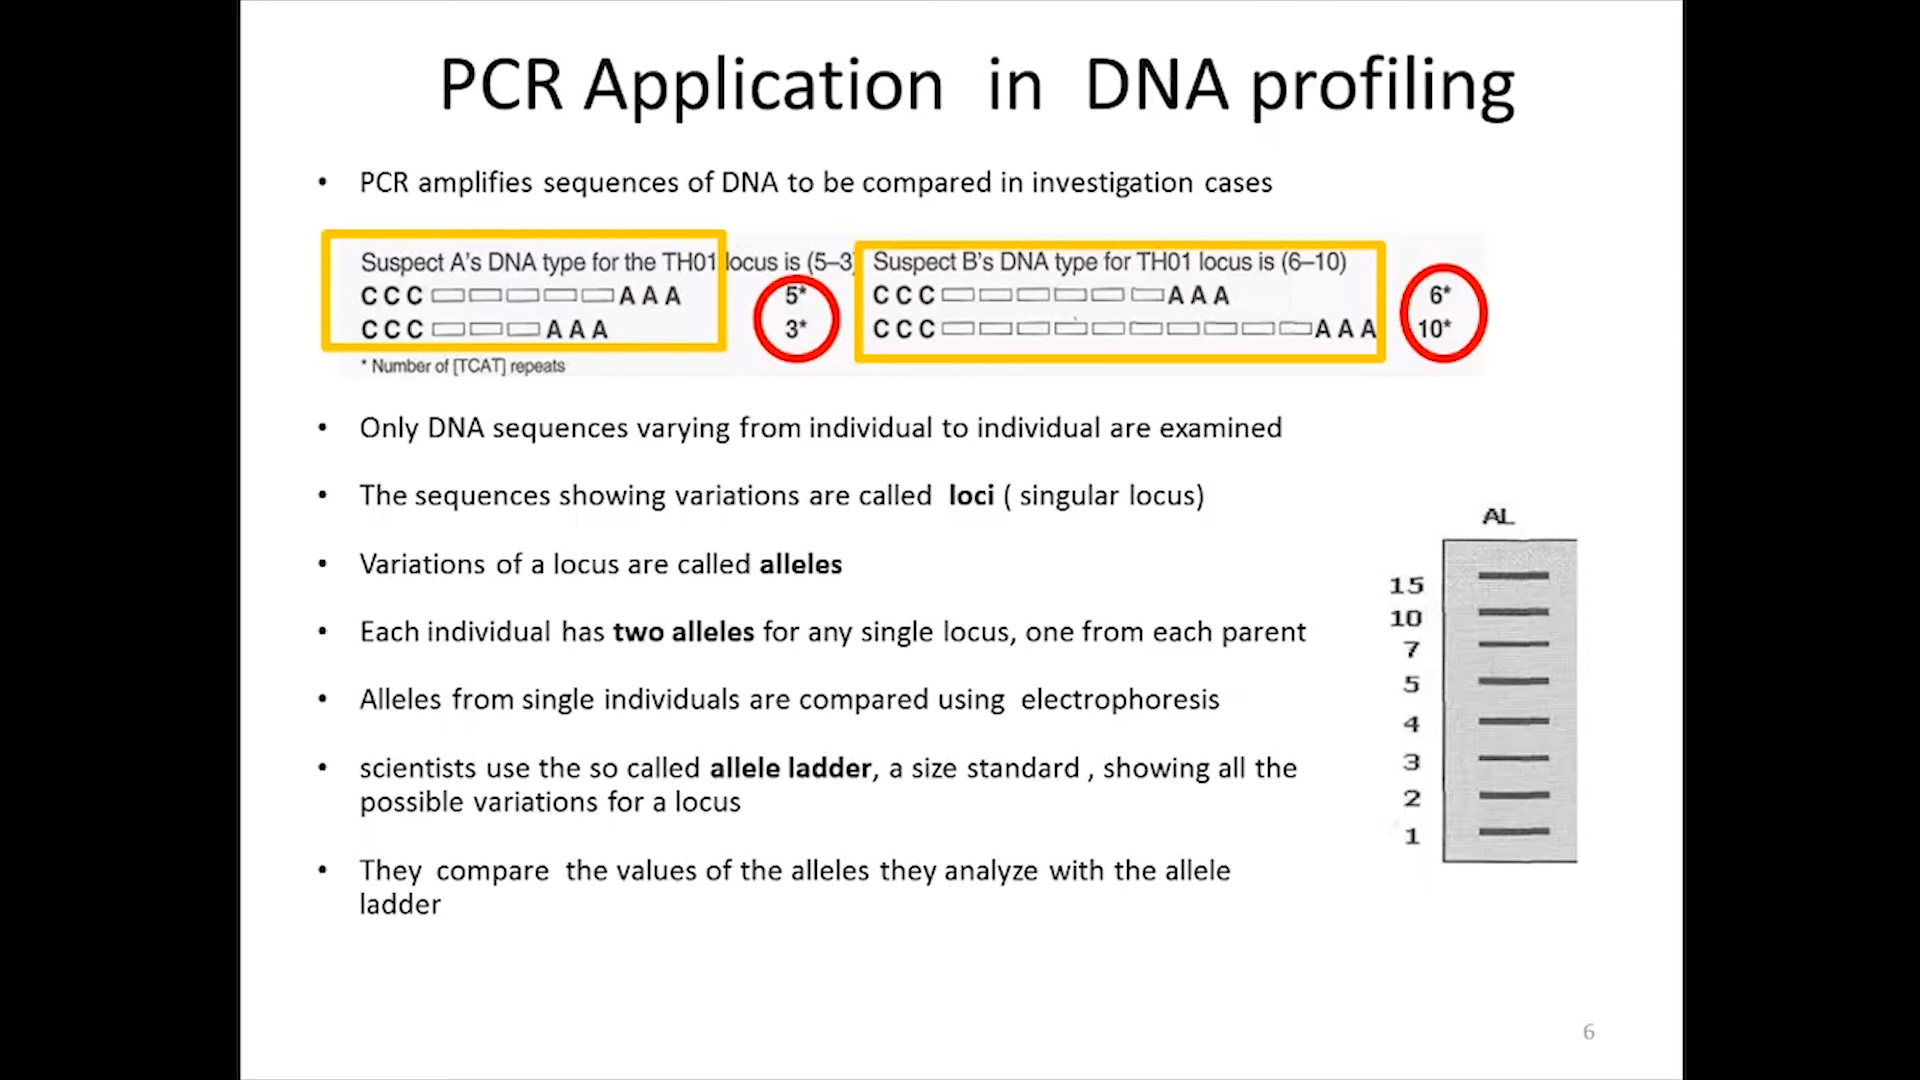 PCR Application in DNA profiling
• PCR amplifies sequences of DNA to be compared in investigation cases
Suspect A's DNA type for the TH01 locus is (5–3)
C C C A A A 5*
C C C A A A 3*
* Number of [TCAT] repeats
Suspect B's DNA type for TH01 locus is (6–10)
C C C A A A 6*
C C C A A A 10*
• Only DNA sequences varying from individual to individual are examined
• The sequences showing variations are called loci ( singular locus)
• Variations of a locus are called alleles
• Each individual has two alleles for any single locus, one from each parent
• Alleles from single individuals are compared using electrophoresis
• scientists use the so called allele ladder, a size standard , showing all the
possible variations for a locus
• They compare the values of the alleles they analyze with the allele
ladder
AL
15
10
7
5
4
3
2
1
6